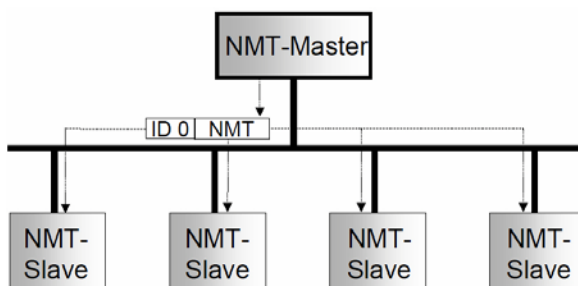 NMT-Master
ID 0 NMT
NMT-
Slave
NMT-
Slave
NMT-
Slave
NMT-
Slave